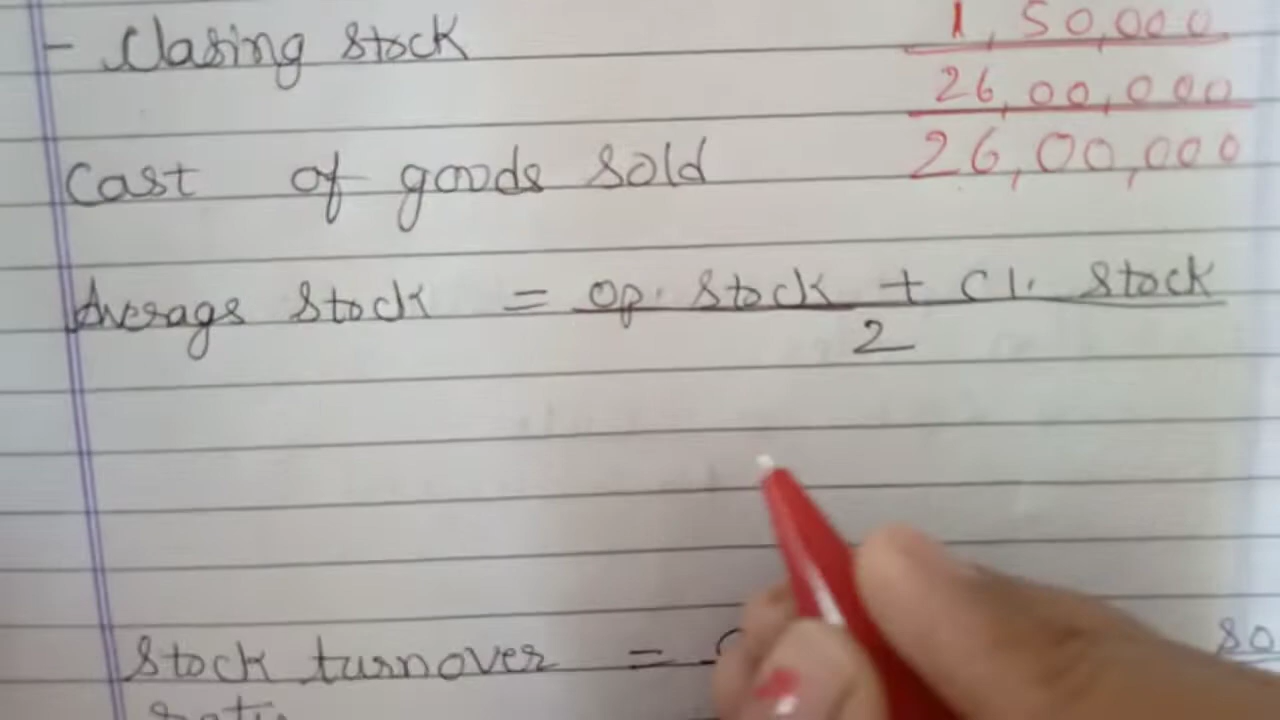 - Closing stock 1,50,000
26,00,000
Cost of goods sold 26,00,000
Average stock = Op. stock + Cl. stock
2
Stock turnover = so